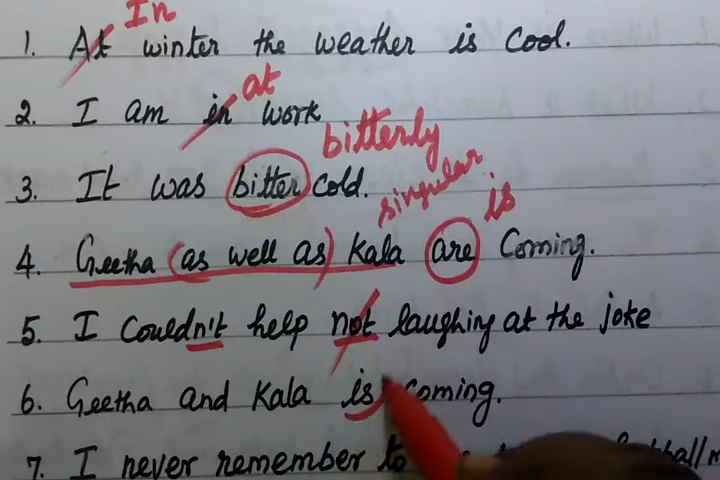 In
1. At winter the weather is cool.
at
2. I am in work
bitterly
3. It was bitter cold.
singular is
4. Geetha (as well as) Kala are Coming.
5. I Couldn't help not laughing at the joke
6. Geetha and Kala is coming.
7. I never remember to